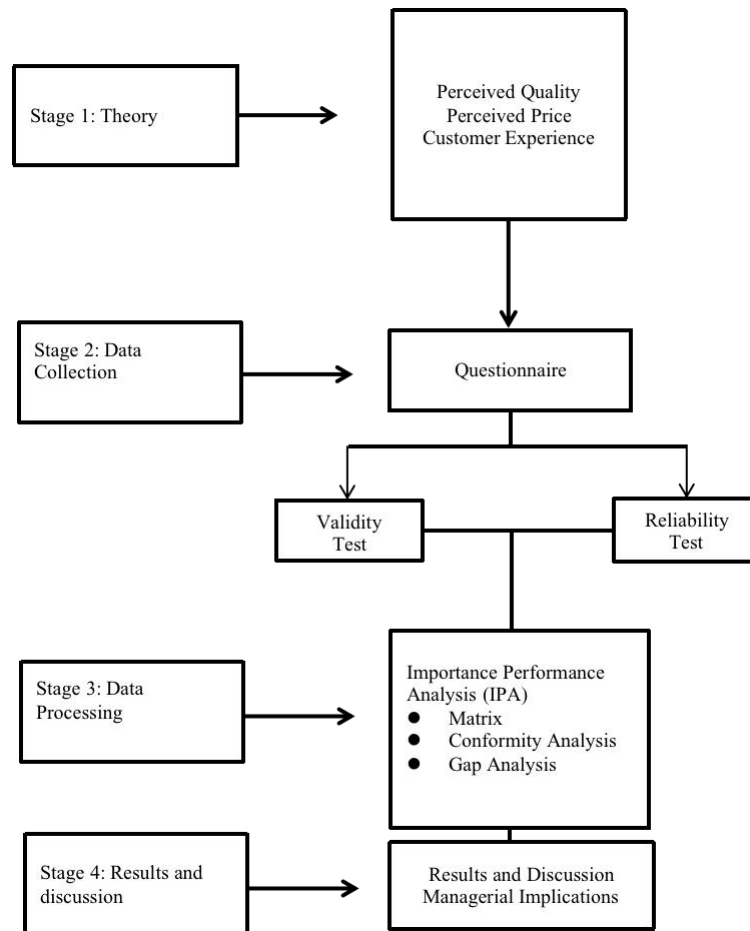 Stage 1: Theory
Perceived Quality
Perceived Price
Customer Experience
Stage 2: Data
Collection
Questionnaire
Validity
Test
Reliability
Test
Stage 3: Data
Processing
Importance Performance
Analysis (IPA)
● Matrix
● Conformity Analysis
● Gap Analysis
Stage 4: Results and
discussion
Results and Discussion
Managerial Implications